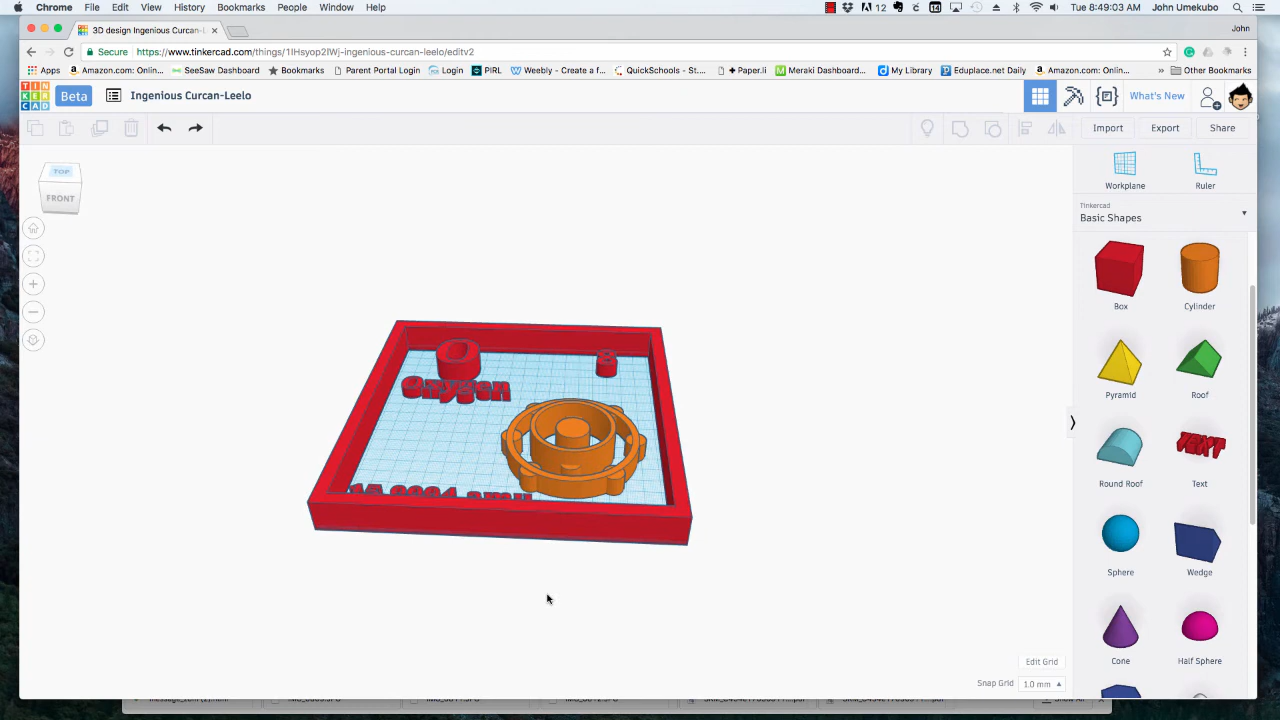 Chrome File Edit View History Bookmarks People Window Help 12 14 Tue 8:49:03 AM John Umekubo
3D design Ingenious Curcan-L John
Secure https://www.tinkercad.com/things/1IHsyop2IWj-ingenious-curcan-leelo/editv2
Apps Amazon.com: Onlin... SeeSaw Dashboard Bookmarks Parent Portal Login Login PIRL Weebly - Create a f... QuickSchools - St... Paper.li Meraki Dashboard... My Library Eduplace.net Daily Amazon.com: Onlin... » Other Bookmarks
TIN KER CAD Beta Ingenious Curcan-Leelo What's New
Import Export Share
TOP
FRONT
Workplane Ruler
Tinkercad
Basic Shapes
Box Cylinder
Pyramid Roof
TEXT
Round Roof Text
Sphere Wedge
Cone Half Sphere
O 8
Oxygen
Edit Grid
Snap Grid 1.0 mm
Show All